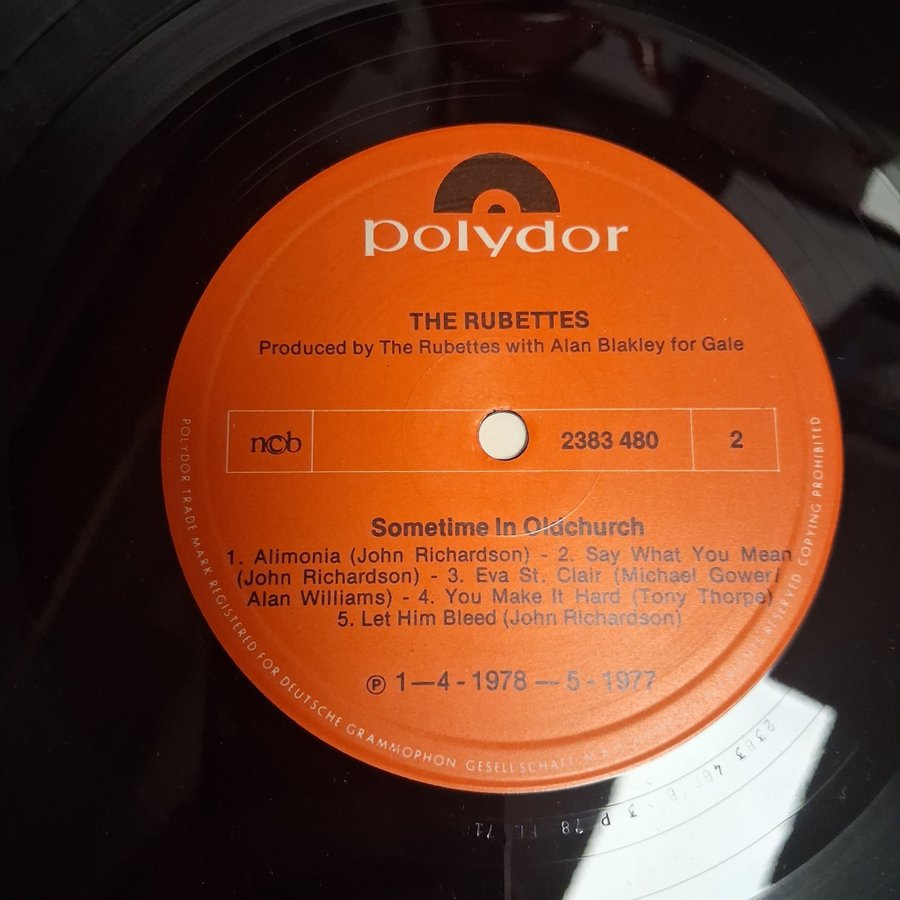 polydor
THE RUBETTES
Produced by The Rubettes with Alan Blakley for Gale
ncb 2383 480 2
Sometime In Oldchurch
1. Alimonia (John Richardson) - 2. Say What You Mean
(John Richardson) - 3. Eva St. Clair (Michael Gower/
Alan Williams) - 4. You Make It Hard (Tony Thorpe)
5. Let Him Bleed (John Richardson)
Ⓟ 1—4 - 1978 — 5 - 1977
POLYDOR TRADE MARK REGISTERED FOR DEUTSCHE GRAMMOPHON GESELLSCHAFT RIGHTS RESERVED COPYING PROHIBITED
2383 48